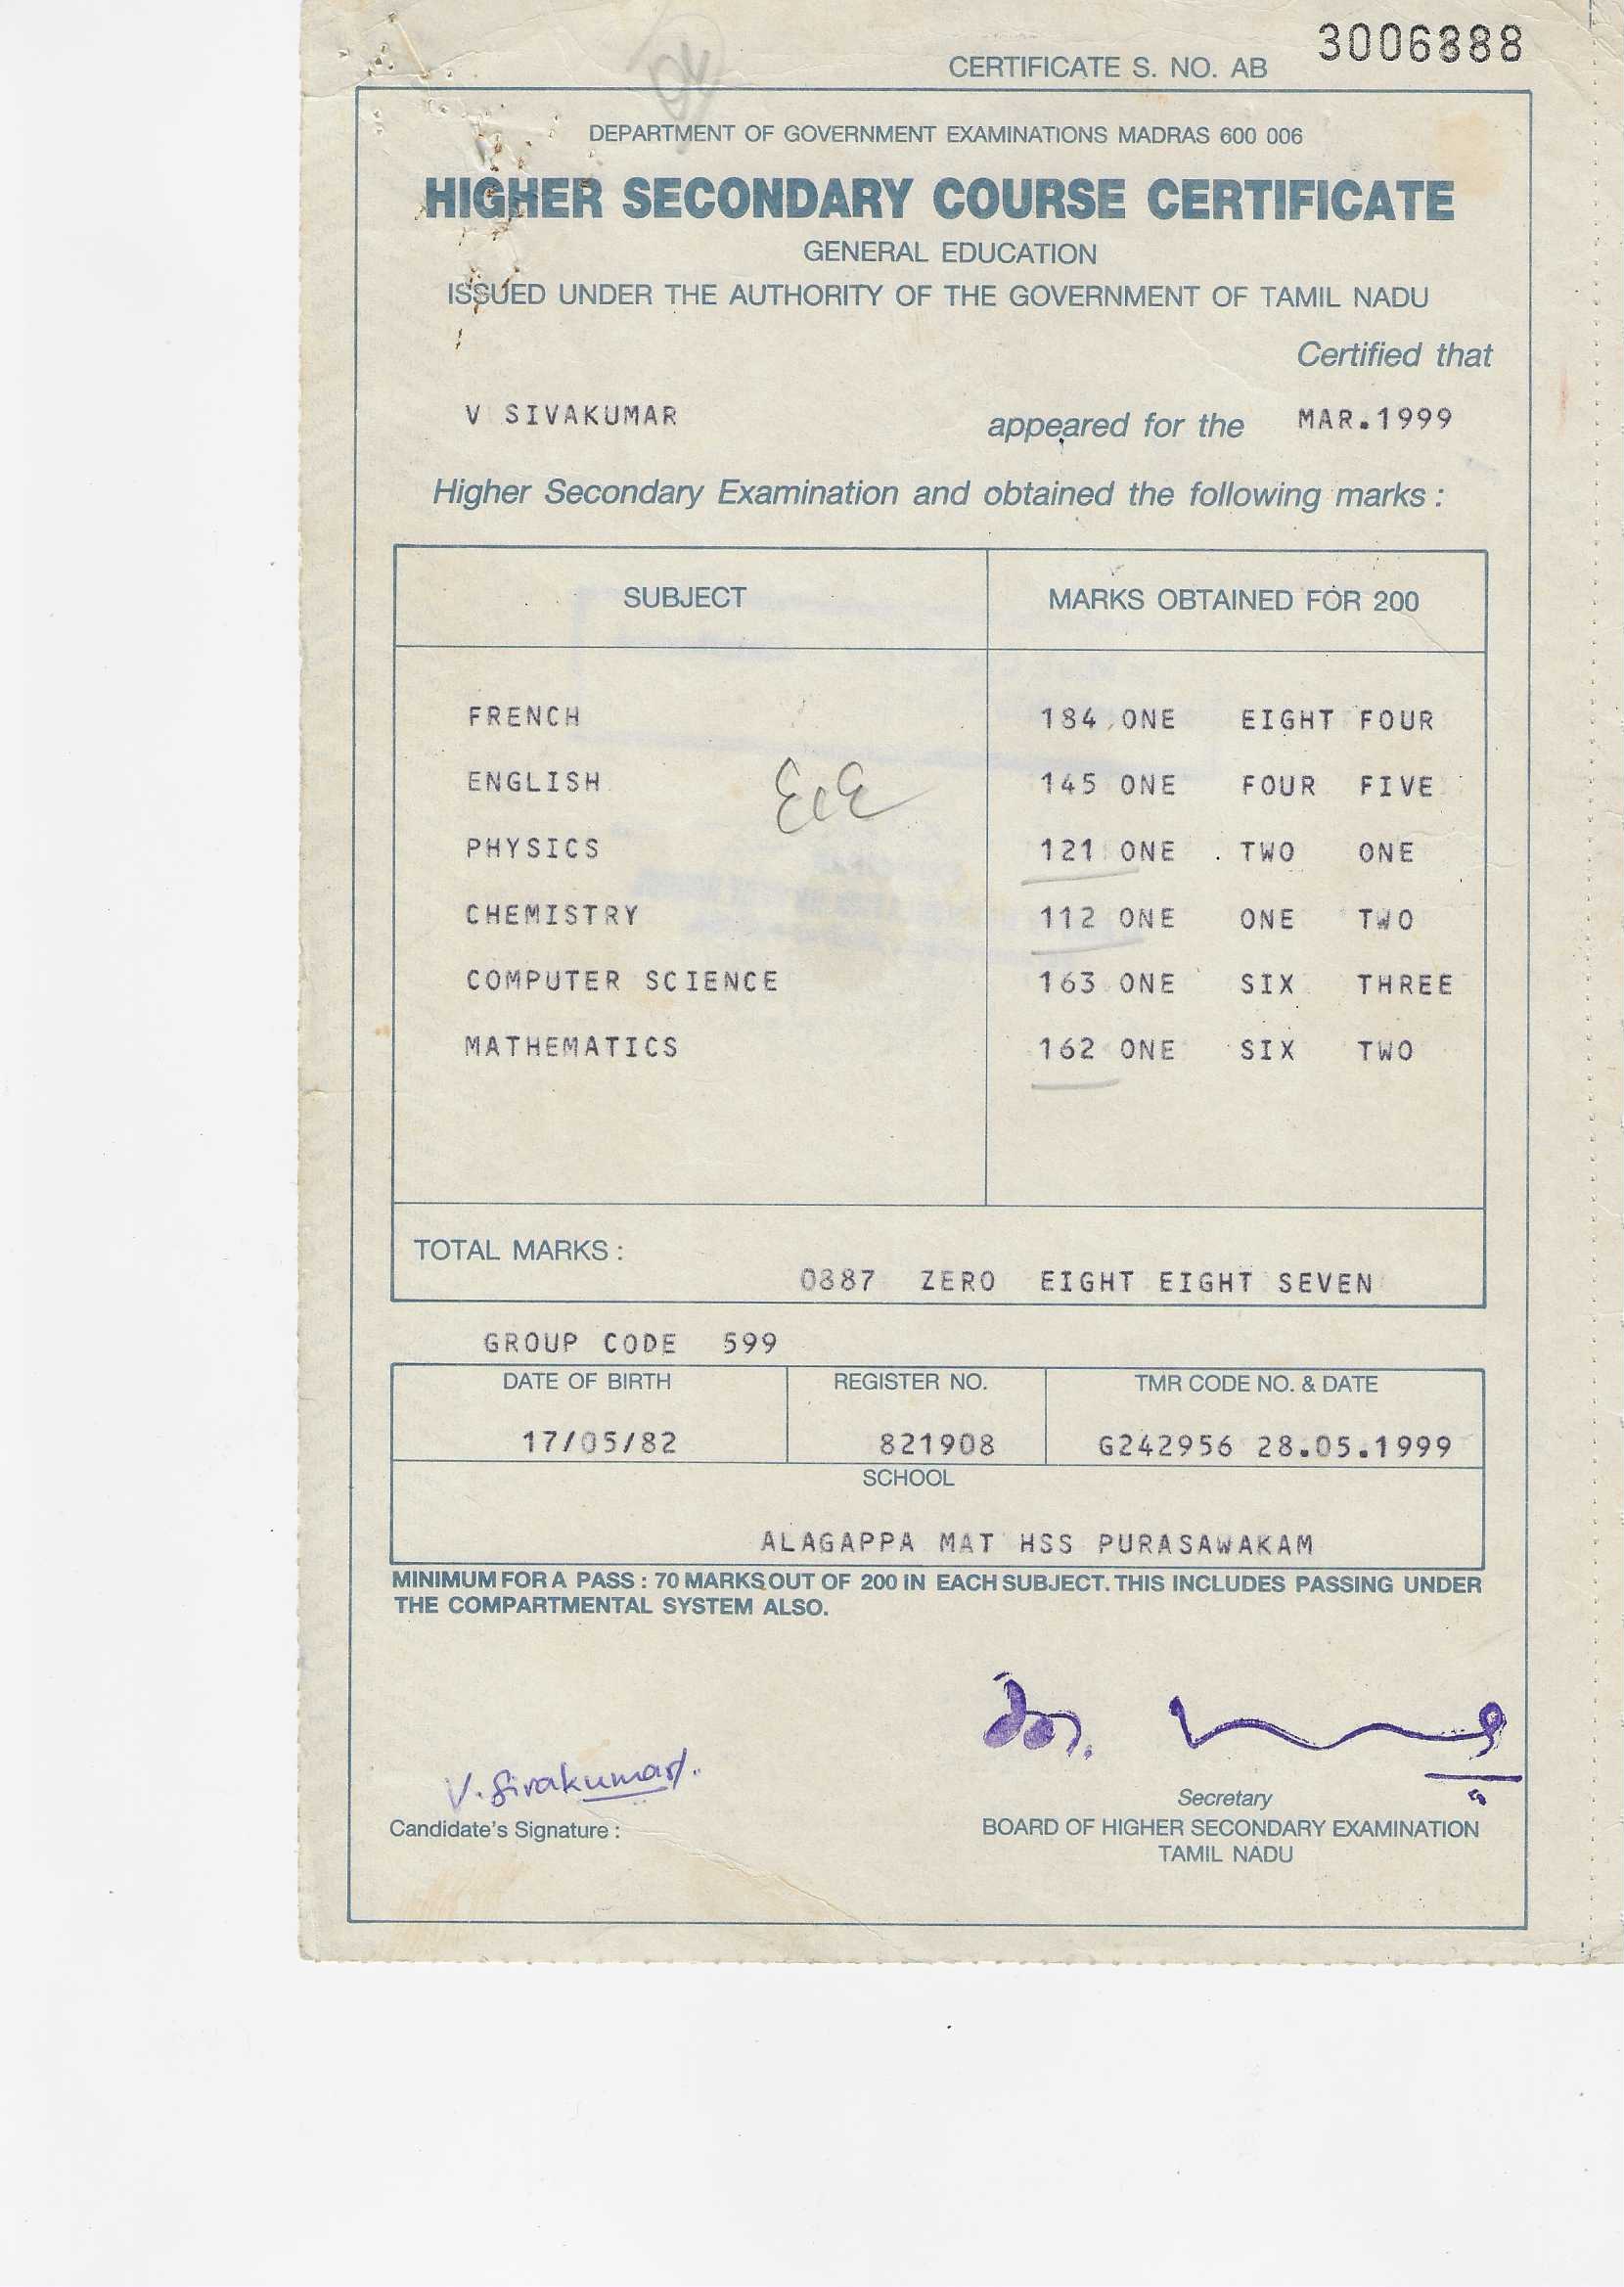 CERTIFICATE S. NO. AB 3006888
DEPARTMENT OF GOVERNMENT EXAMINATIONS MADRAS 600 006
HIGHER SECONDARY COURSE CERTIFICATE
GENERAL EDUCATION
ISSUED UNDER THE AUTHORITY OF THE GOVERNMENT OF TAMIL NADU
Certified that
V SIVAKUMAR appeared for the MAR.1999
Higher Secondary Examination and obtained the following marks :
SUBJECT MARKS OBTAINED FOR 200
FRENCH 184 ONE EIGHT FOUR
ENGLISH 145 ONE FOUR FIVE
PHYSICS 121 ONE TWO ONE
CHEMISTRY 112 ONE ONE TWO
COMPUTER SCIENCE 163 ONE SIX THREE
MATHEMATICS 162 ONE SIX TWO
TOTAL MARKS :
0887 ZERO EIGHT EIGHT SEVEN
GROUP CODE 599
DATE OF BIRTH REGISTER NO. TMR CODE NO. & DATE
17/05/82 821908 G242956 28.05.1999
SCHOOL
ALAGAPPA MAT HSS PURASAWAKAM
MINIMUM FOR A PASS : 70 MARKS OUT OF 200 IN EACH SUBJECT. THIS INCLUDES PASSING UNDER
THE COMPARTMENTAL SYSTEM ALSO.
V. Sivakumar.
Candidate's Signature :
Secretary
BOARD OF HIGHER SECONDARY EXAMINATION
TAMIL NADU